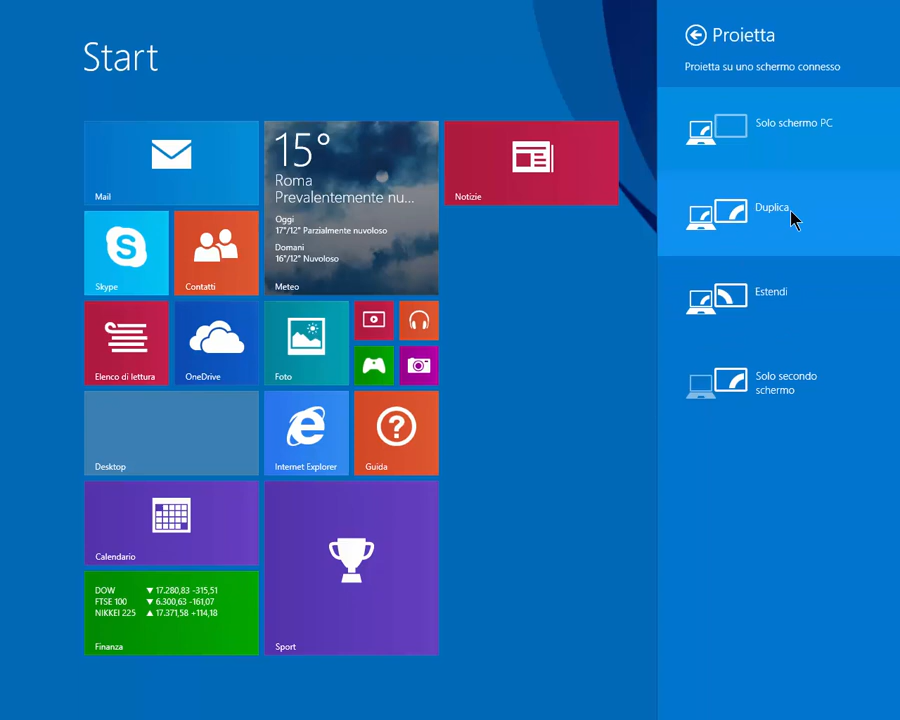 Start
Mail
15°
Roma
Prevalentemente nu...
Oggi
17°/12° Parzialmente nuvoloso
Domani
16°/12° Nuvoloso
Meteo
Notizie
Skype
Contatti
Elenco di lettura
OneDrive
Foto
Desktop
Internet Explorer
Guida
Calendario
DOW ▼ 17.280,83 -315,51
FTSE 100 ▼ 6.300,63 -161,07
NIKKEI 225 ▲ 17.371,58 +114,18
Finanza
Sport
Proietta
Proietta su uno schermo connesso
Solo schermo PC
Duplica
Estendi
Solo secondo
schermo